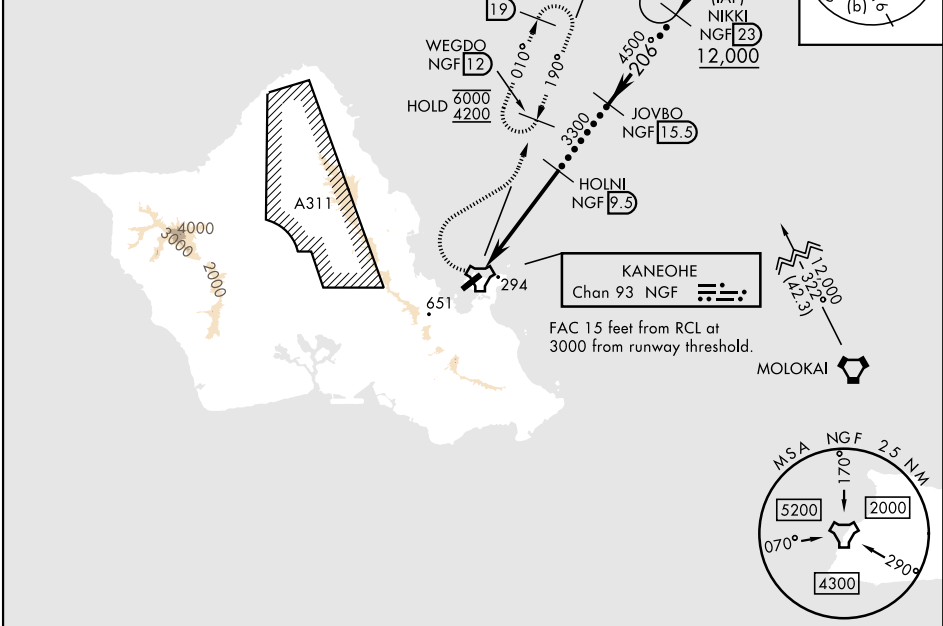 19
(IAF)
NIKKI
NGF 23
12,000
(b)
WEGDO
NGF 12
HOLD 6000
4200
010°
190°
4500
206°
3300
JOVBO
NGF 15.5
HOLNI
NGF 9.5
A311
4000
3000
2000
294
651
KANEOHE
Chan 93 NGF
FAC 15 feet from RCL at
3000 from runway threshold.
12,000
322°
(42.3)
MOLOKAI
MSA NGF 25 NM
170°
5200
2000
070°
290°
4300